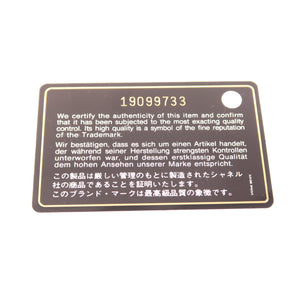 19099733
We certify the authenticity of this item and confirm
that it has been subjected to the most exacting quality
control. Its high quality is a symbol of the fine reputation
of the Trademark.
Wir bestätigen, dass es sich um einen Artikel handelt,
der während seiner Herstellung strengsten Kontrollen
unterworfen war, und dessen erstklassige Qualität
dem hohen Ansehen unserer Marke entspricht.
この製品は厳しい管理のもとに製造されたシャネル
社の商品であることを証明いたします。
このブランド・マークは最高級品質の象徴です。